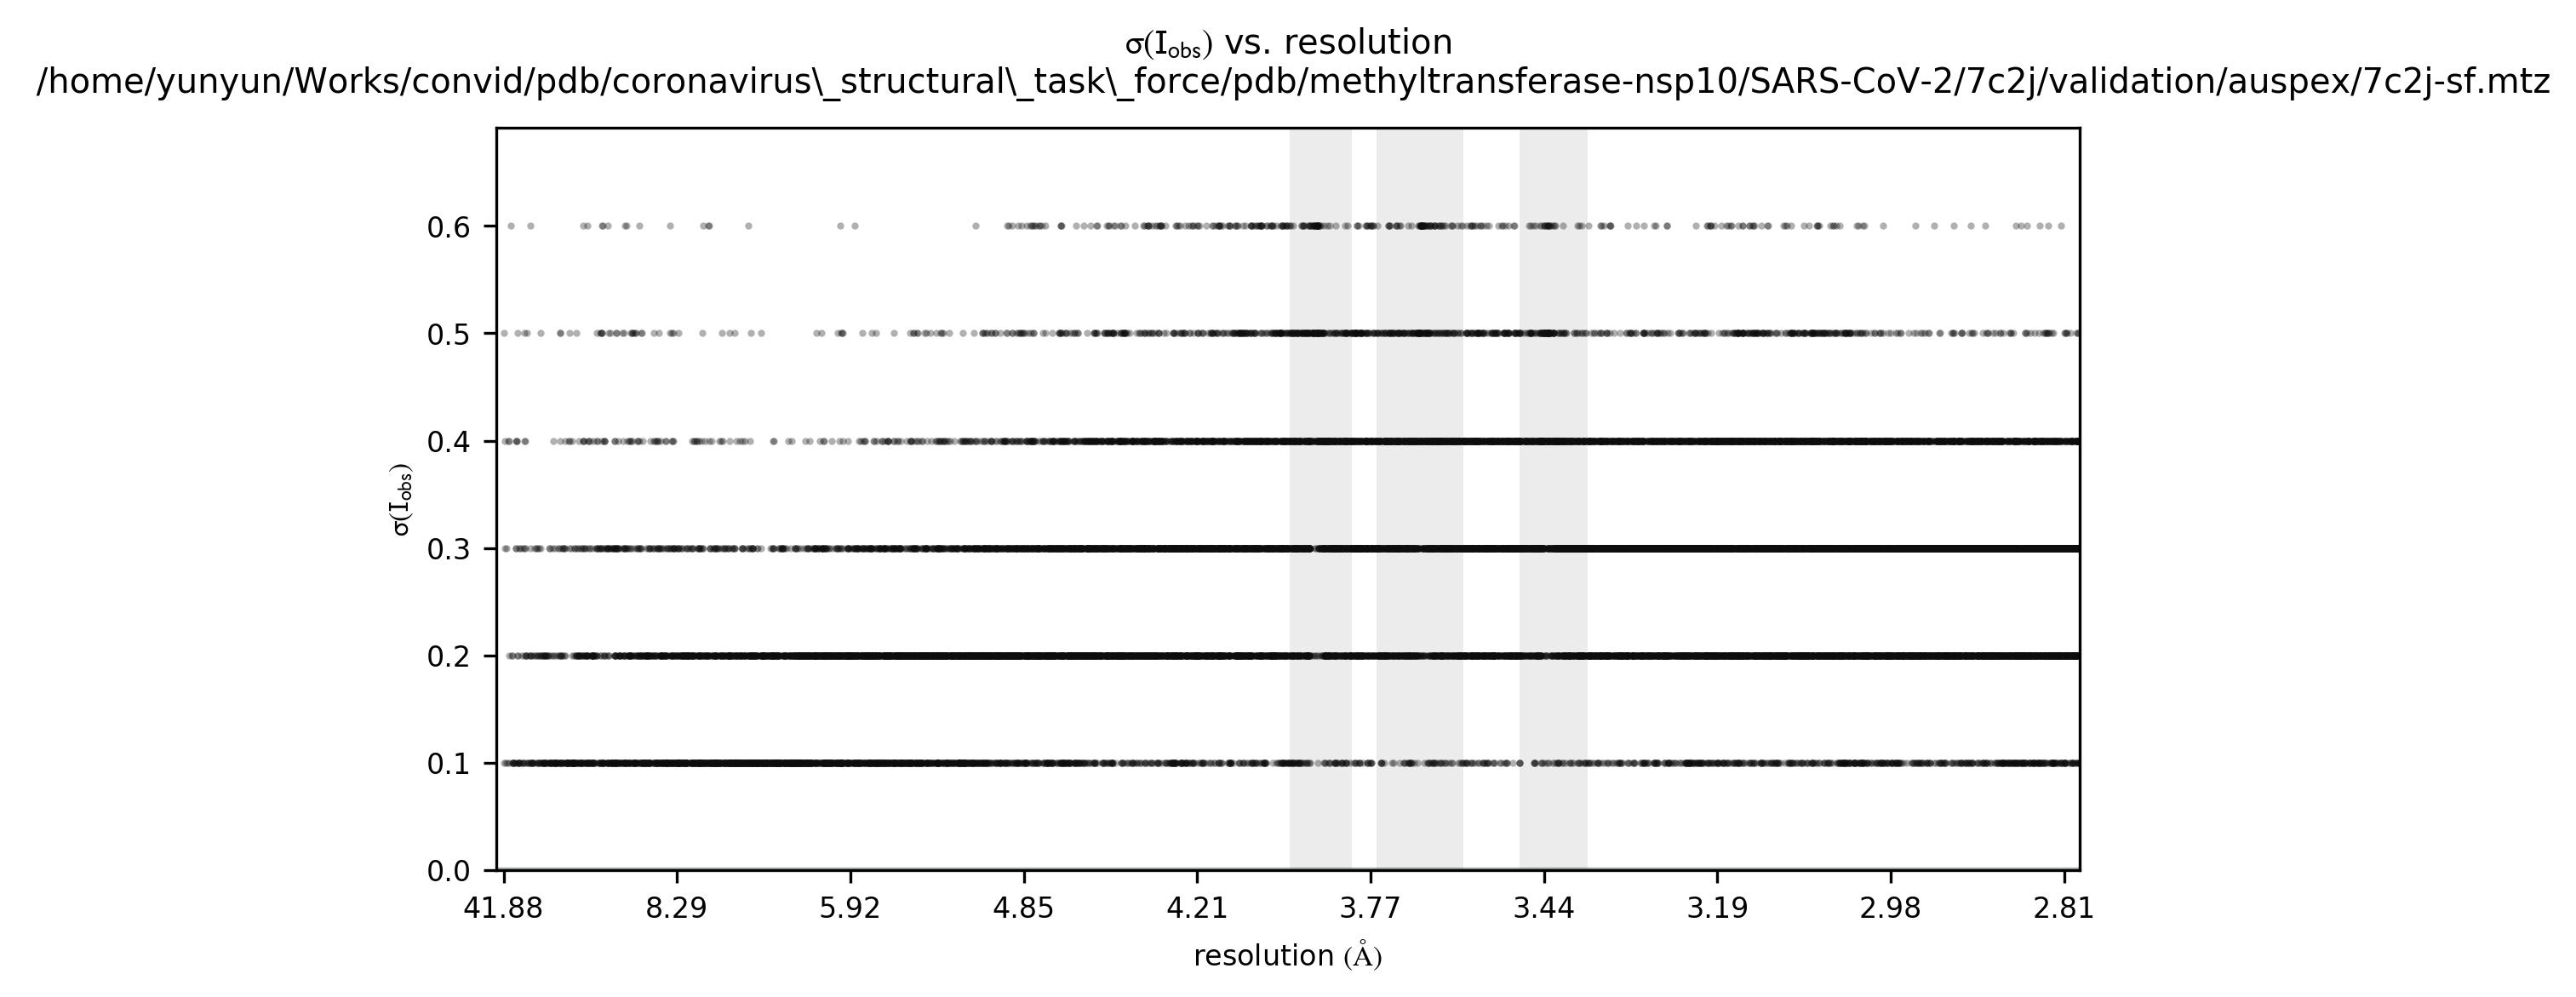 σ(I_obs) vs. resolution
/home/yunyun/Works/convid/pdb/coronavirus\_structural\_task\_force/pdb/methyltransferase-nsp10/SARS-CoV-2/7c2j/validation/auspex/7c2j-sf.mtz
σ(I_obs)
0.6
0.5
0.4
0.3
0.2
0.1
0.0
41.88 8.29 5.92 4.85 4.21 3.77 3.44 3.19 2.98 2.81
resolution (Å)